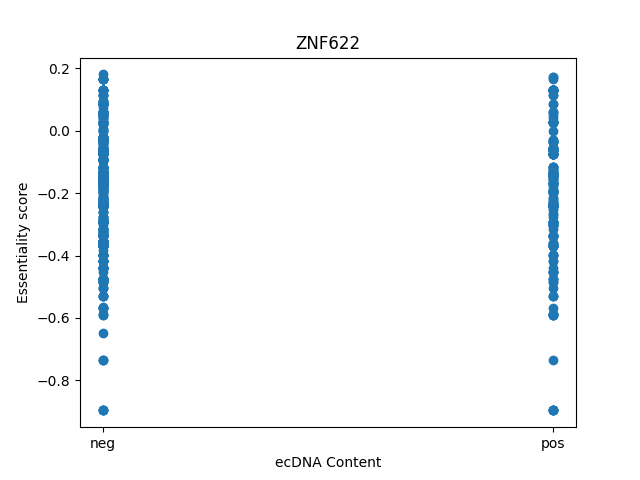 ZNF622
0.2
0.0
−0.2
−0.4
−0.6
−0.8
Essentiality score
neg
pos
ecDNA Content